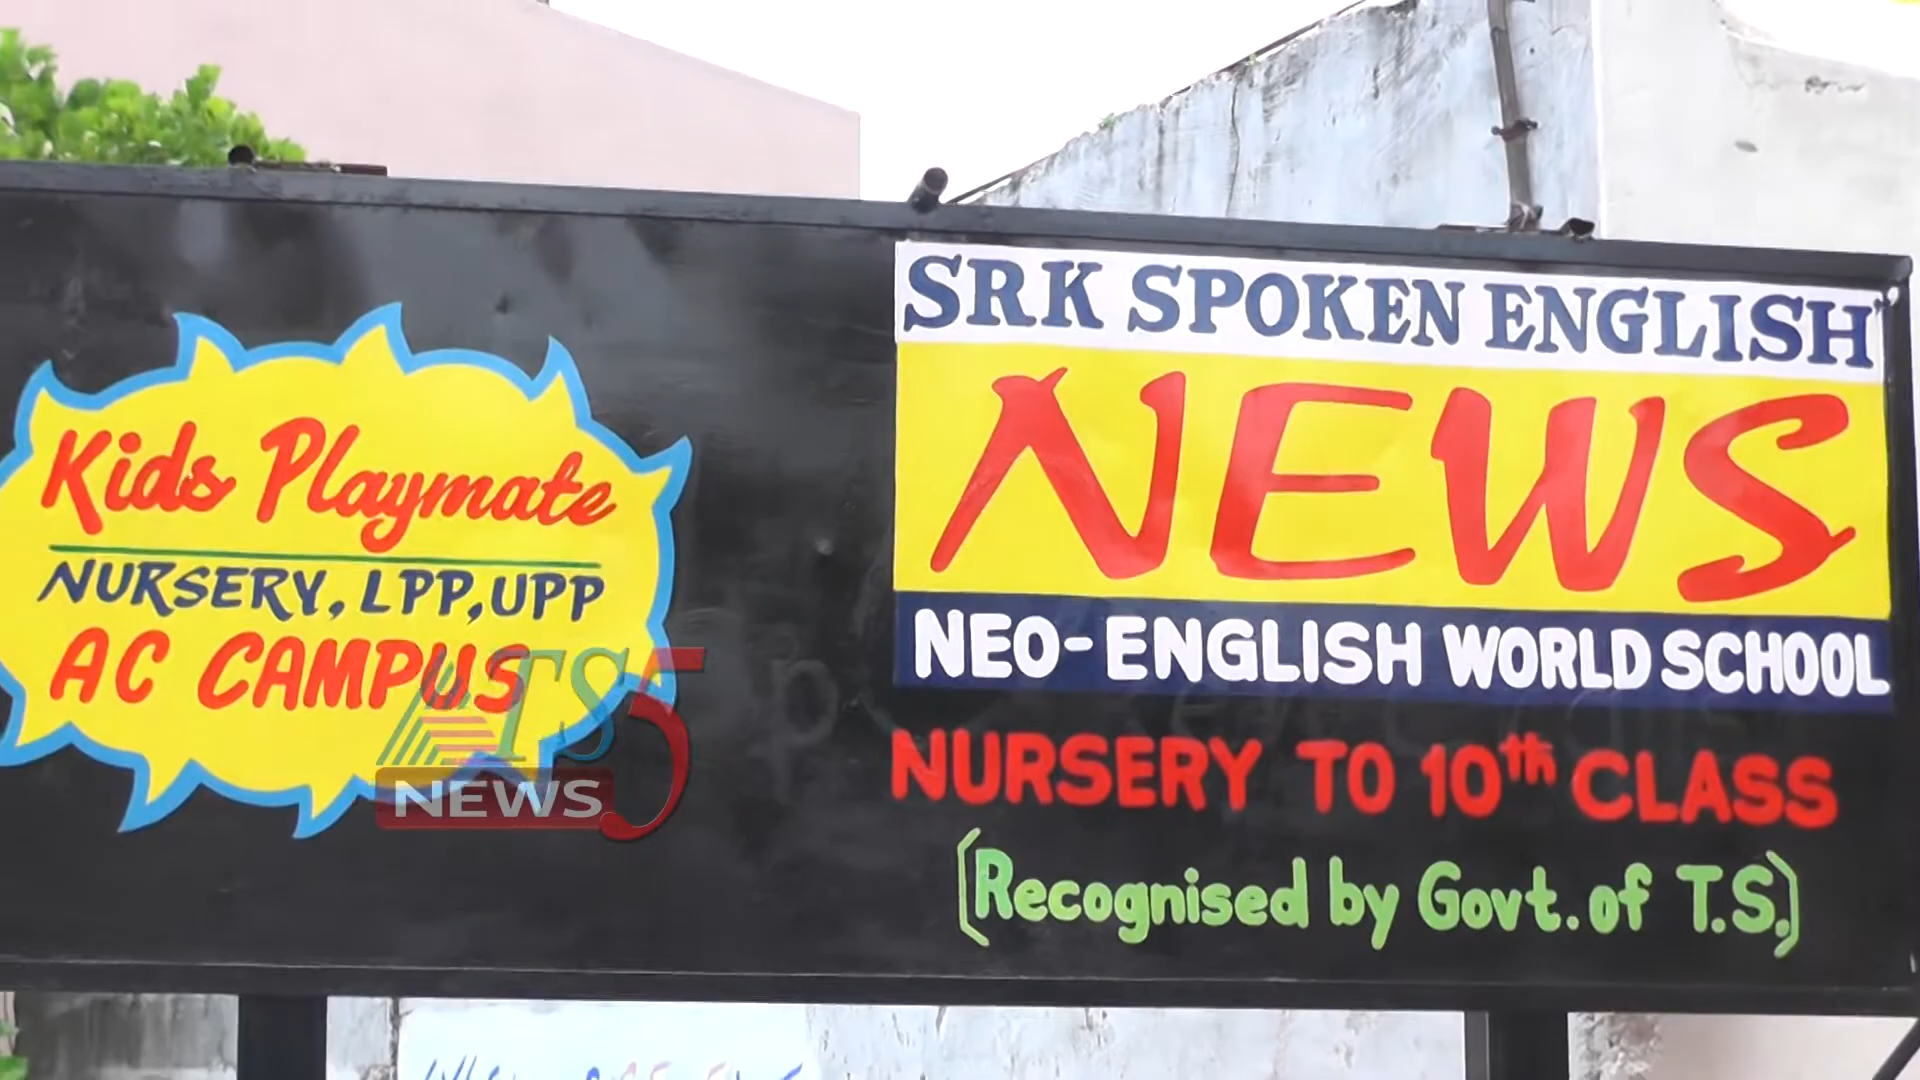 Kids Playmate
NURSERY, LPP, UPP
AC CAMPUS
SRK SPOKEN ENGLISH
NEWS
NEO-ENGLISH WORLD SCHOOL
NURSERY TO 10th CLASS
(Recognised by Govt. of T.S.)
TS5
NEWS